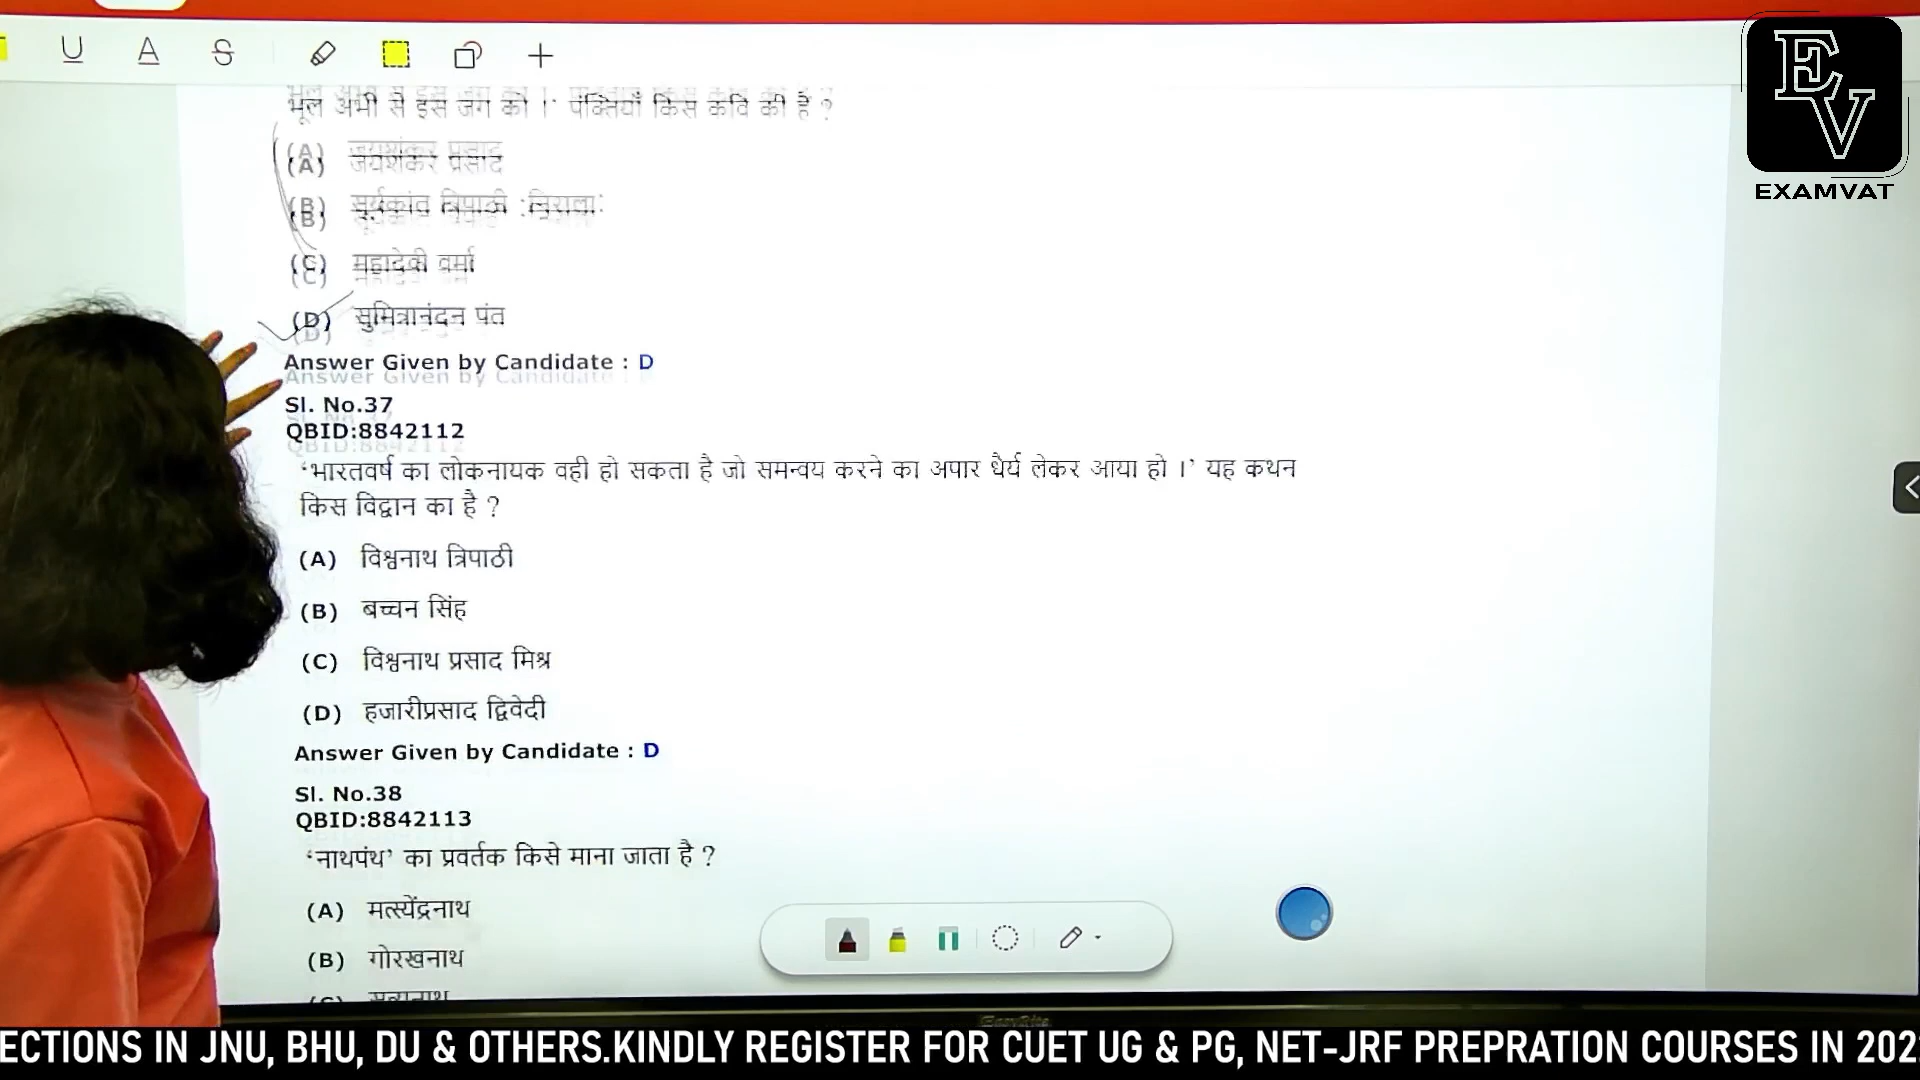 भूल अभी से इस जग को ।' पंक्तियाँ किस कवि की हैं ?
(A) जयशंकर प्रसाद
(B) सूर्यकांत त्रिपाठी 'निराला'
(C) महादेवी वर्मा
(D) सुमित्रानंदन पंत
Answer Given by Candidate : D
Sl. No.37
QBID:8842112
'भारतवर्ष का लोकनायक वही हो सकता है जो समन्वय करने का अपार धैर्य लेकर आया हो ।' यह कथन
किस विद्वान का है ?
(A) विश्वनाथ त्रिपाठी
(B) बच्चन सिंह
(C) विश्वनाथ प्रसाद मिश्र
(D) हजारीप्रसाद द्विवेदी
Answer Given by Candidate : D
Sl. No.38
QBID:8842113
'नाथपंथ' का प्रवर्तक किसे माना जाता है ?
(A) मत्स्येंद्रनाथ
(B) गोरखनाथ
EV
EXAMVAT
ECTIONS IN JNU, BHU, DU & OTHERS.KINDLY REGISTER FOR CUET UG & PG, NET-JRF PREPRATION COURSES IN 202